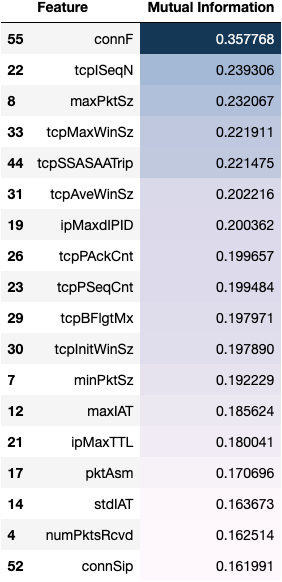 Feature Mutual Information
55 connF 0.357768
22 tcpISeqN 0.239306
8 maxPktSz 0.232067
33 tcpMaxWinSz 0.221911
44 tcpSSASAATrip 0.221475
31 tcpAveWinSz 0.202216
19 ipMaxdIPID 0.200362
26 tcpPAckCnt 0.199657
23 tcpPSeqCnt 0.199484
29 tcpBFlgtMx 0.197971
30 tcpInitWinSz 0.197890
7 minPktSz 0.192229
12 maxIAT 0.185624
21 ipMaxTTL 0.180041
17 pktAsm 0.170696
14 stdIAT 0.163673
4 numPktsRcvd 0.162514
52 connSip 0.161991